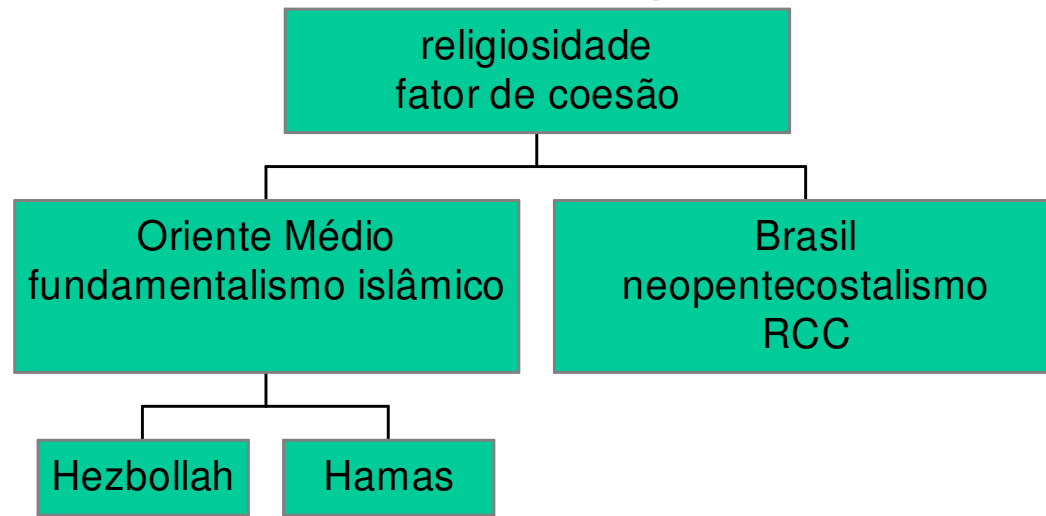 religiosidade
fator de coesão
Oriente Médio
fundamentalismo islâmico
Brasil
neopentecostalismo
RCC
Hezbollah
Hamas